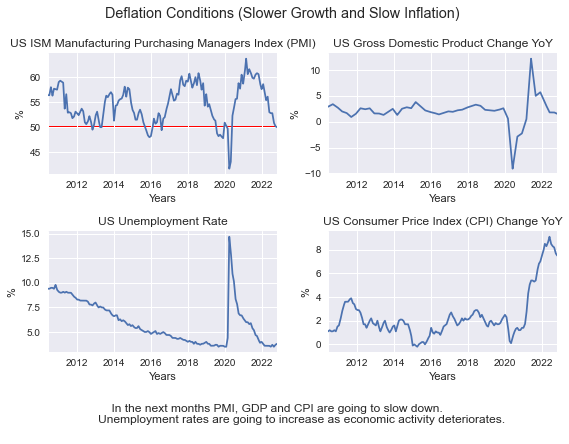 Deflation Conditions (Slower Growth and Slow Inflation)
US ISM Manufacturing Purchasing Managers Index (PMI)
60
55
50
45
%
2012 2014 2016 2018 2020 2022
Years
US Gross Domestic Product Change YoY
10
5
0
−5
−10
%
2012 2014 2016 2018 2020 2022
Years
US Unemployment Rate
15.0
12.5
10.0
7.5
5.0
%
2012 2014 2016 2018 2020 2022
Years
US Consumer Price Index (CPI) Change YoY
8
6
4
2
0
%
2012 2014 2016 2018 2020 2022
Years
In the next months PMI, GDP and CPI are going to slow down.
Unemployment rates are going to increase as economic activity deteriorates.